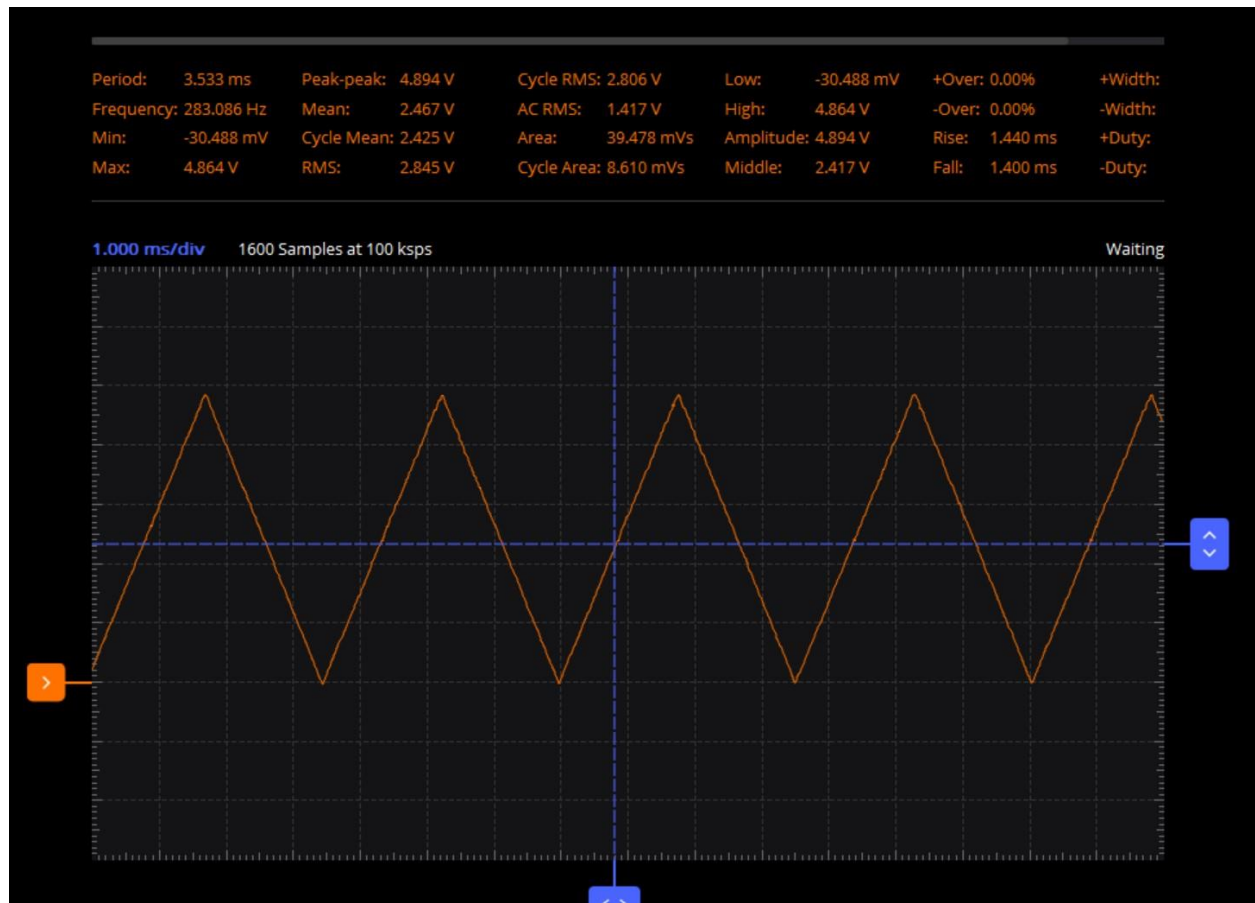 Period: 3.533 ms Peak-peak: 4.894 V Cycle RMS: 2.806 V Low: -30.488 mV +Over: 0.00% +Width:
Frequency: 283.086 Hz Mean: 2.467 V AC RMS: 1.417 V High: 4.864 V -Over: 0.00% -Width:
Min: -30.488 mV Cycle Mean: 2.425 V Area: 39.478 mVs Amplitude: 4.894 V Rise: 1.440 ms +Duty:
Max: 4.864 V RMS: 2.845 V Cycle Area: 8.610 mVs Middle: 2.417 V Fall: 1.400 ms -Duty:
1.000 ms/div 1600 Samples at 100 ksps Waiting